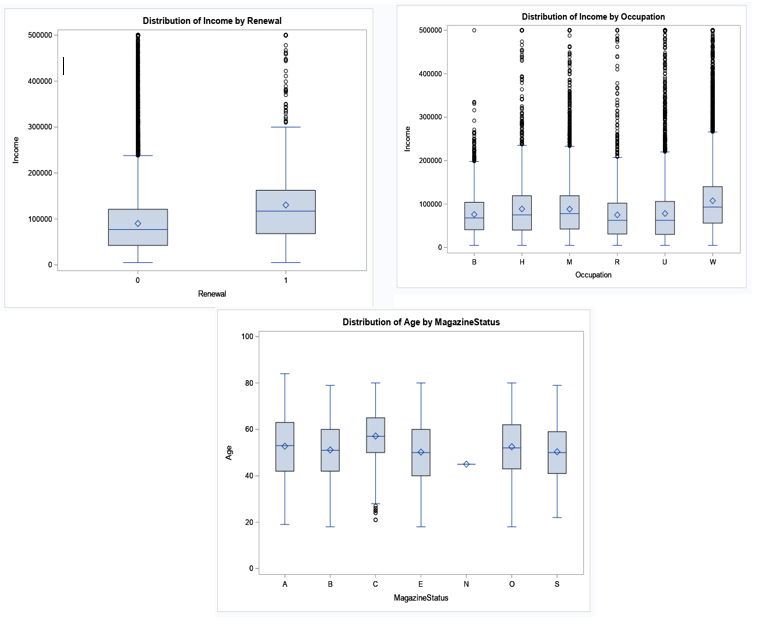 Distribution of Income by Renewal
500000
400000
300000
200000
100000
0
Income
0 1
Renewal
Distribution of Income by Occupation
500000
400000
300000
200000
100000
0
Income
B H M R U W
Occupation
Distribution of Age by MagazineStatus
100
80
60
40
20
0
Age
A B C E N O S
MagazineStatus